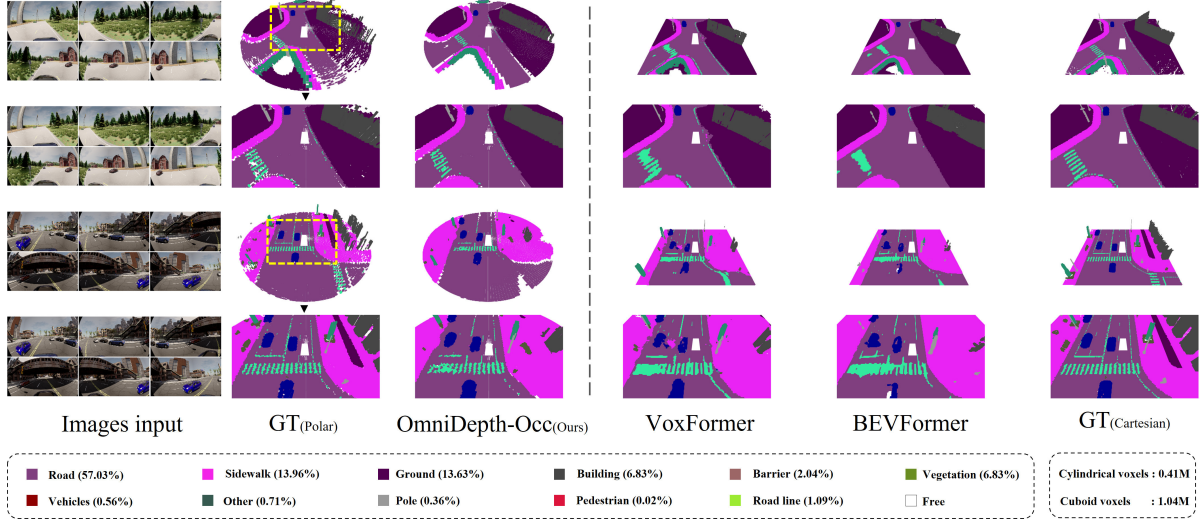 Images input
GT(Polar)
OmniDepth-Occ(Ours)
VoxFormer
BEVFormer
GT(Cartesian)
Road (57.03%)
Sidewalk (13.96%)
Ground (13.63%)
Building (6.83%)
Barrier (2.04%)
Vegetation (6.83%)
Vehicles (0.56%)
Other (0.71%)
Pole (0.36%)
Pedestrian (0.02%)
Road line (1.09%)
Free
Cylindrical voxels : 0.41M
Cuboid voxels : 1.04M